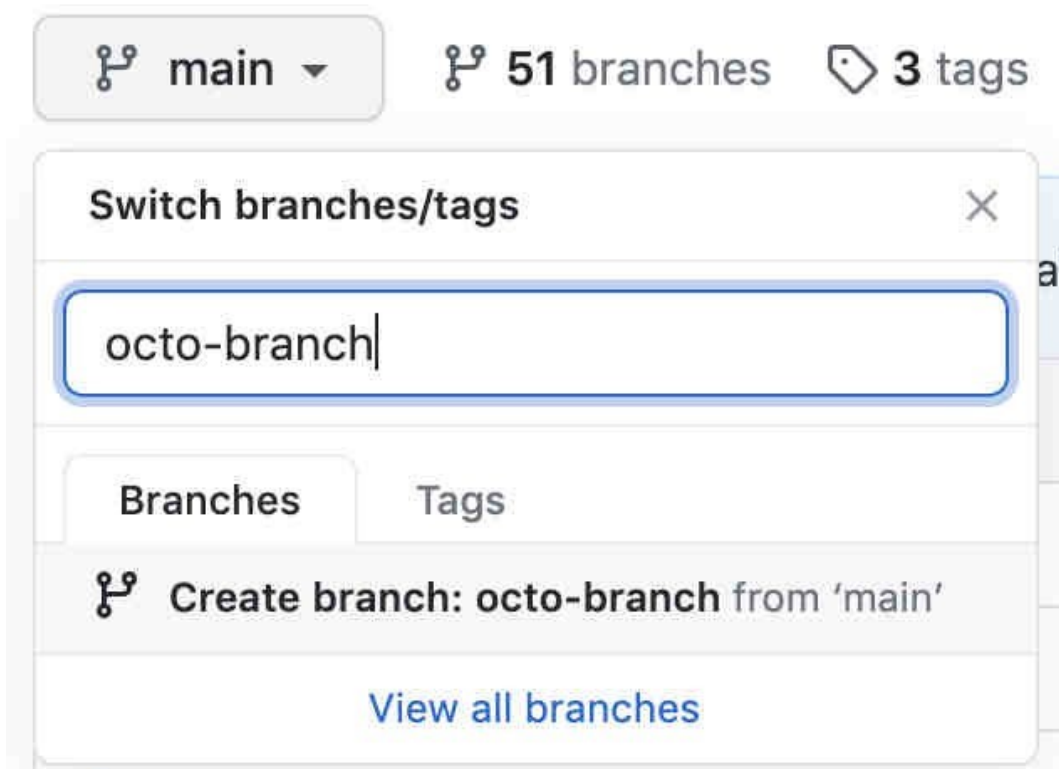 main 51 branches 3 tags
Switch branches/tags
octo-branch
Branches Tags
Create branch: octo-branch from ‘main’
View all branches